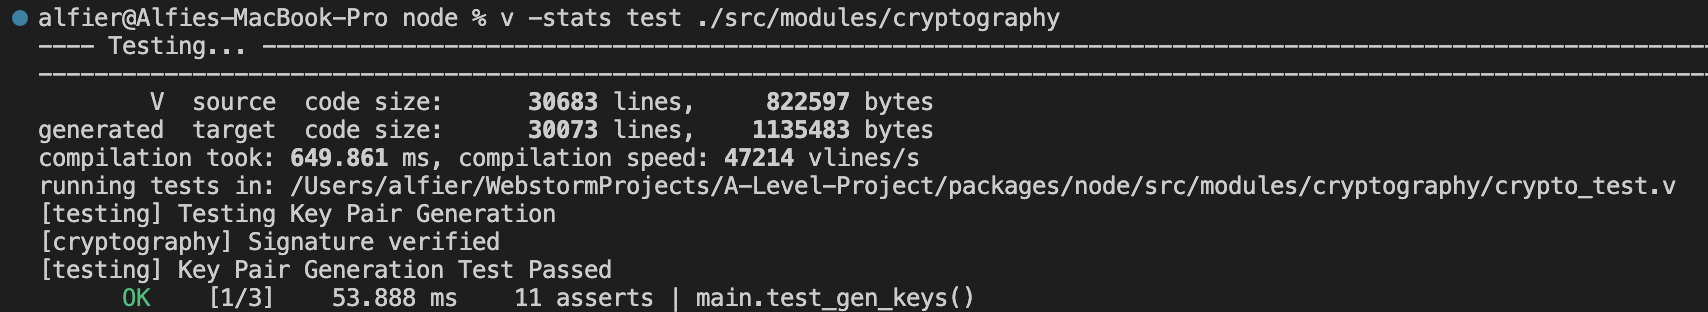 alfier@Alfies-MacBook-Pro node % v -stats test ./src/modules/cryptography
---- Testing... ----------------------------------------------------------------------------------------------------
--------------------------------------------------------------------------------------------------------------------
V source code size: 30683 lines, 822597 bytes
generated target code size: 30073 lines, 1135483 bytes
compilation took: 649.861 ms, compilation speed: 47214 vlines/s
running tests in: /Users/alfier/WebstormProjects/A-Level-Project/packages/node/src/modules/cryptography/crypto_test.v
[testing] Testing Key Pair Generation
[cryptography] Signature verified
[testing] Key Pair Generation Test Passed
OK [1/3] 53.888 ms 11 asserts | main.test_gen_keys()